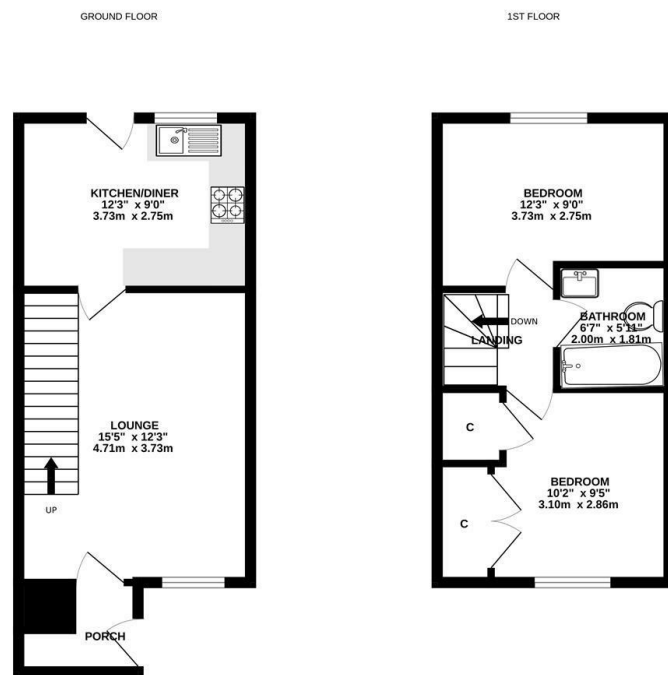 GROUND FLOOR
1ST FLOOR
KITCHEN/DINER
12'3" x 9'0"
3.73m x 2.75m
LOUNGE
15'5" x 12'3"
4.71m x 3.73m
UP
PORCH
BEDROOM
12'3" x 9'0"
3.73m x 2.75m
BATHROOM
6'7" x 5'11"
2.00m x 1.81m
DOWN
LANDING
C
BEDROOM
10'2" x 9'5"
3.10m x 2.86m
C